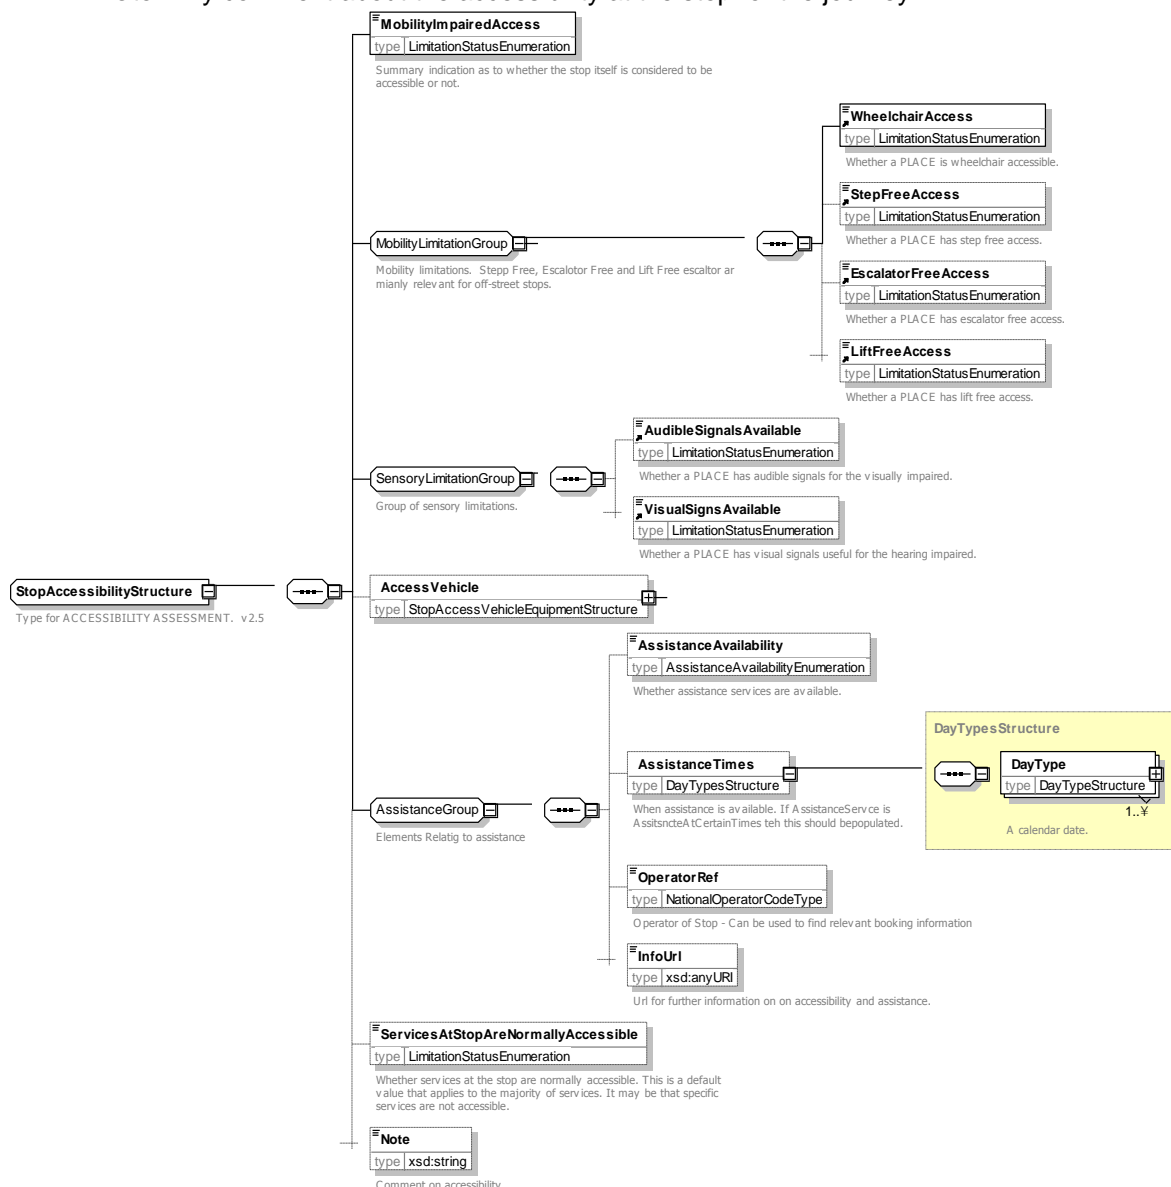 MobilityImpairedAccess
type LimitationStatusEnumeration
Summary indication as to whether the stop itself is considered to be
accessible or not.
WheelchairAccess
type LimitationStatusEnumeration
Whether a PLACE is wheelchair accessible.
StepFreeAccess
type LimitationStatusEnumeration
Whether a PLACE has step free access.
MobilityLimitationGroup
Mobility limitations. Stepp Free, Escalotor Free and Lift Free escaltor ar
mianly relevant for off-street stops.
EscalatorFreeAccess
type LimitationStatusEnumeration
Whether a PLACE has escalator free access.
LiftFreeAccess
type LimitationStatusEnumeration
Whether a PLACE has lift free access.
AudibleSignalsAvailable
type LimitationStatusEnumeration
Whether a PLACE has audible signals for the visually impaired.
SensoryLimitationGroup
Group of sensory limitations.
VisualSignsAvailable
type LimitationStatusEnumeration
Whether a PLACE has visual signals useful for the hearing impaired.
StopAccessibilityStructure
Type for ACCESSIBILITY ASSESSMENT. v2.5
AccessVehicle
type StopAccessVehicleEquipmentStructure
AssistanceAvailability
type AssistanceAvailabilityEnumeration
Whether assistance services are available.
DayTypesStructure
AssistanceTimes
type DayTypesStructure
When assistance is available. If AssistanceServce is
AssitsncteAtCertainTimes teh this should bepopulated.
DayType
type DayTypeStructure
1..¥
A calendar date.
AssistanceGroup
Elements Relatig to assistance
OperatorRef
type NationalOperatorCodeType
Operator of Stop - Can be used to find relevant booking information
InfoUrl
type xsd:anyURI
Url for further information on on accessibility and assistance.
ServicesAtStopAreNormallyAccessible
type LimitationStatusEnumeration
Whether services at the stop are normally accessible. This is a default
value that applies to the majority of services. It may be that specific
services are not accessible.
Note
type xsd:string
Comment on accessibility